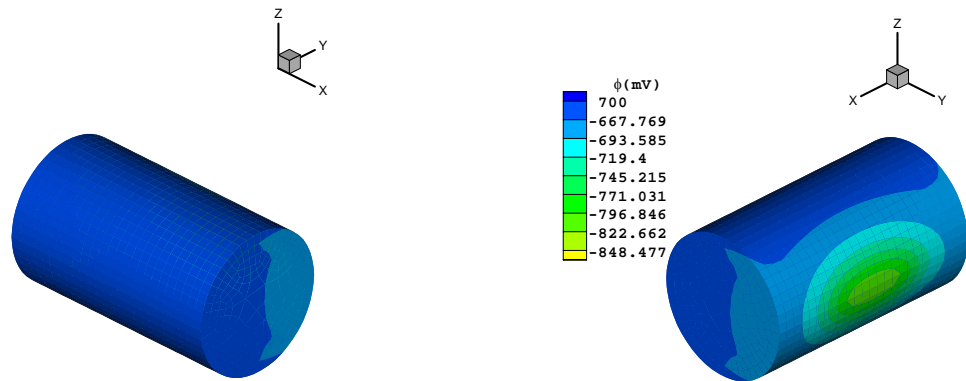 Z
Y
X
Z
X
Y
ϕ(mV)
700
-667.769
-693.585
-719.4
-745.215
-771.031
-796.846
-822.662
-848.477